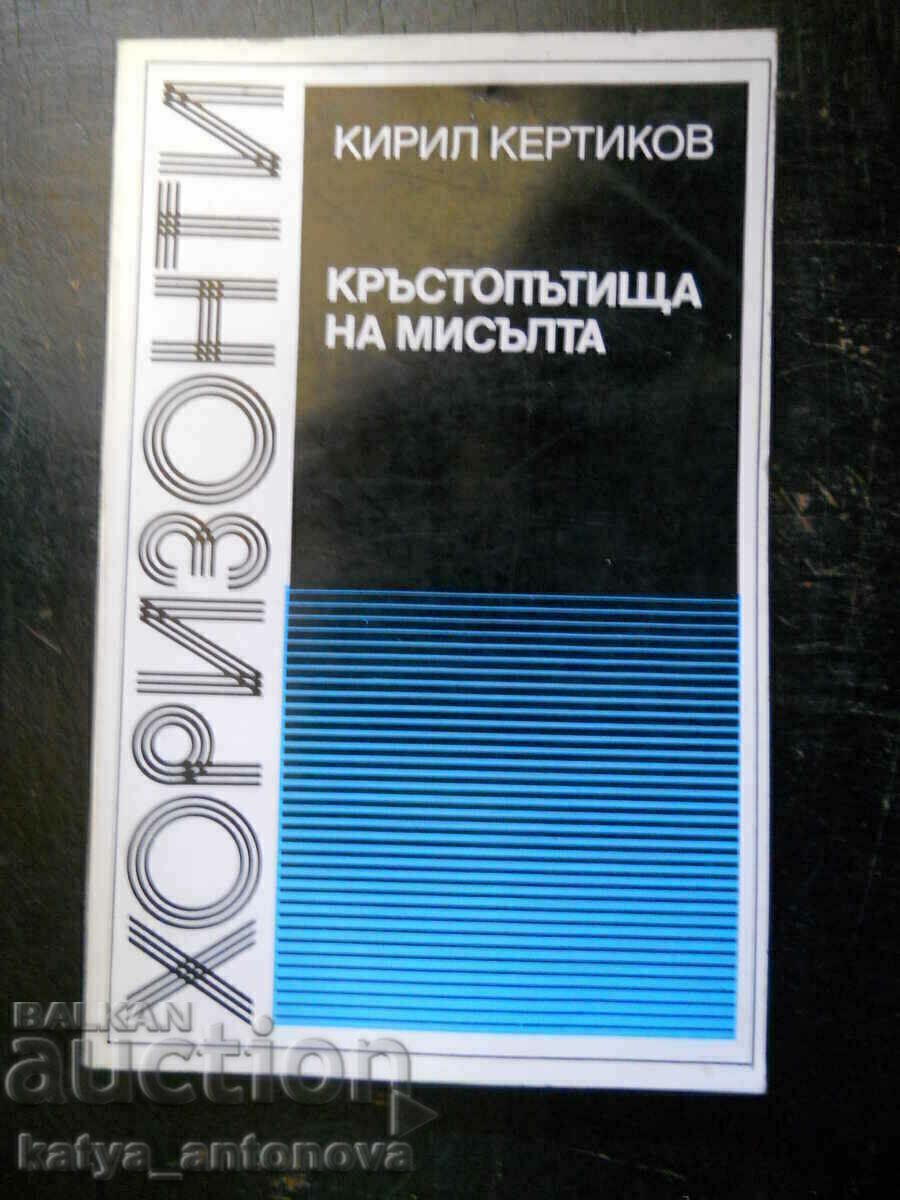 ХОРИЗОНТИ
КИРИЛ КЕРТИКОВ
КРЪСТОПЪТИЩА
НА МИСЪЛТА
BALKAN
auction
katya_antonova